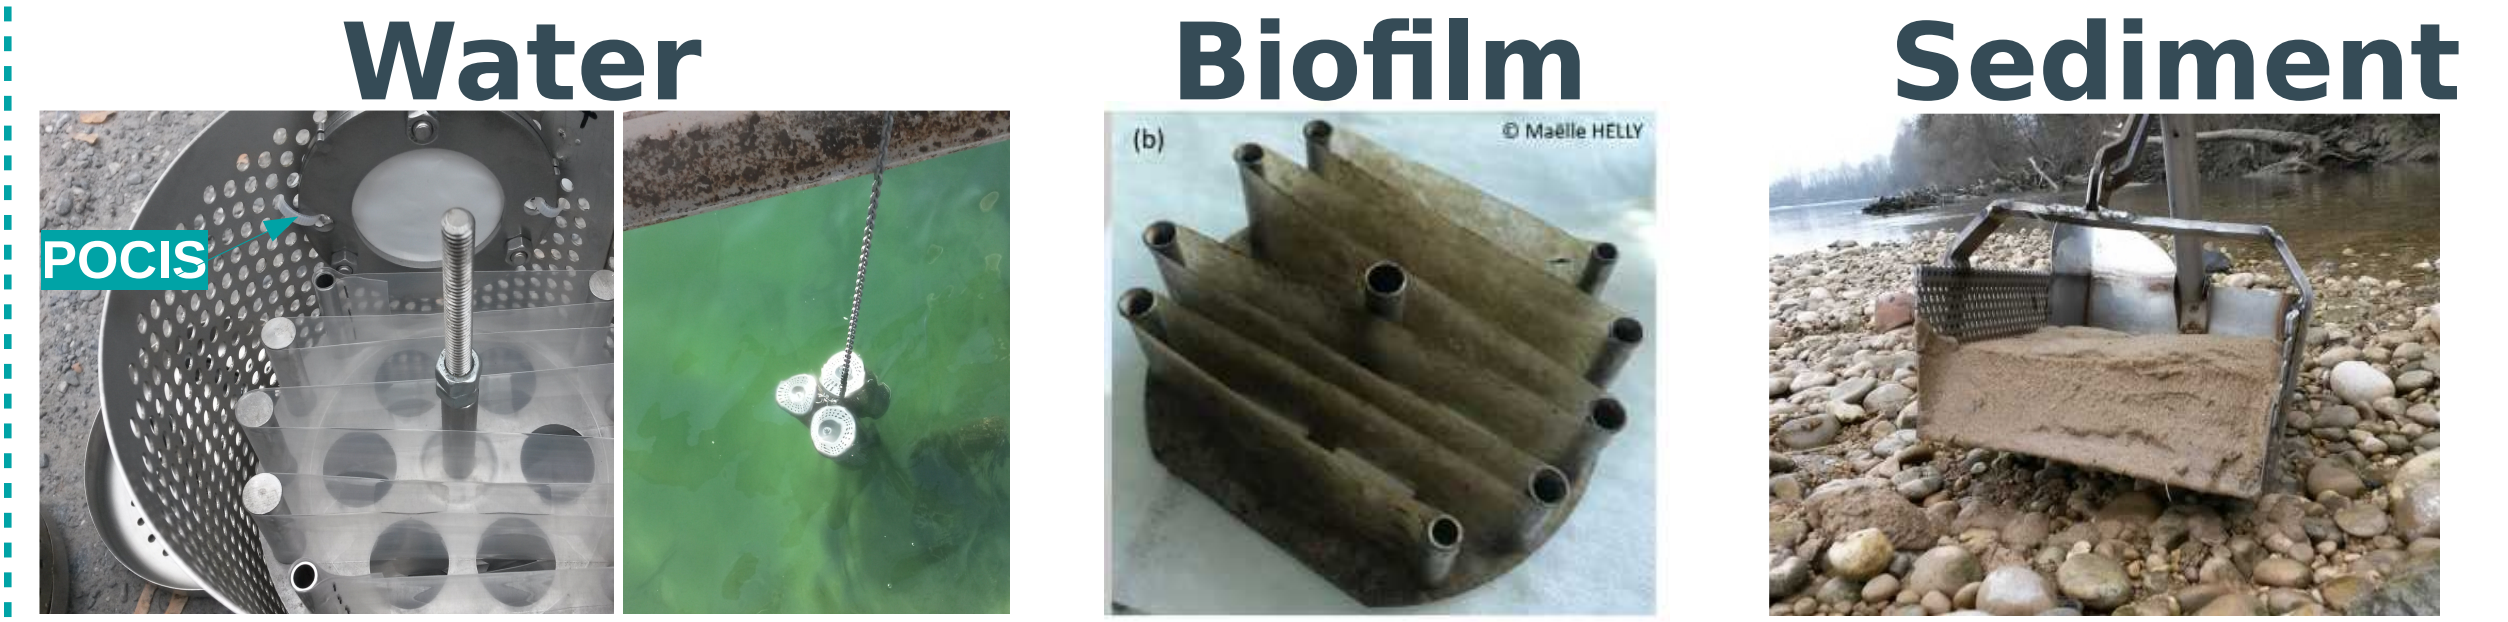 Water
Biofilm
Sediment
POCIS
(b)
© Maëlle HELLY